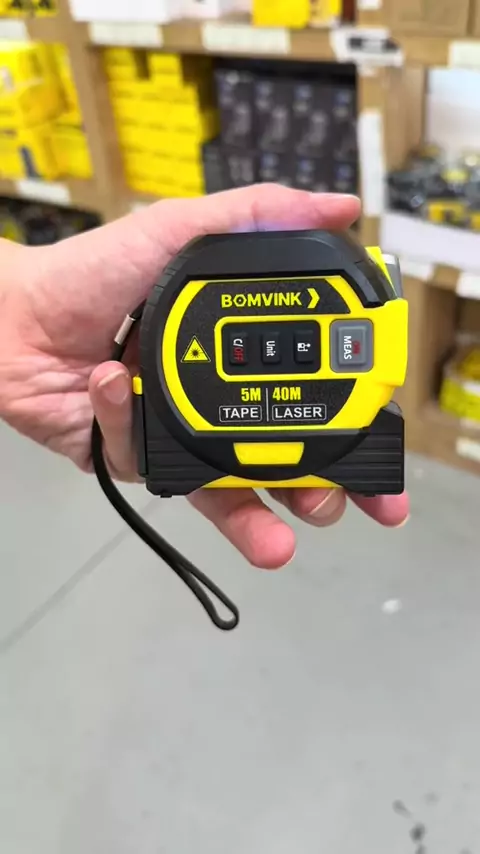 BOMVINK
C/OFF
Unit
MEAS
5M 40M
TAPE LASER